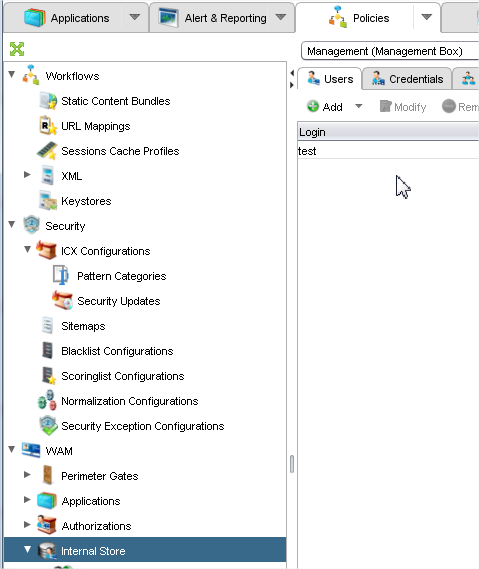 Applications
Alert & Reporting
Policies
Management (Management Box)
Workflows
Static Content Bundles
URL Mappings
Sessions Cache Profiles
XML
Keystores
Security
ICX Configurations
Pattern Categories
Security Updates
Sitemaps
Blacklist Configurations
Scoringlist Configurations
Normalization Configurations
Security Exception Configurations
WAM
Perimeter Gates
Applications
Authorizations
Internal Store
Users
Credentials
Add
Modify
Rem
Login
test